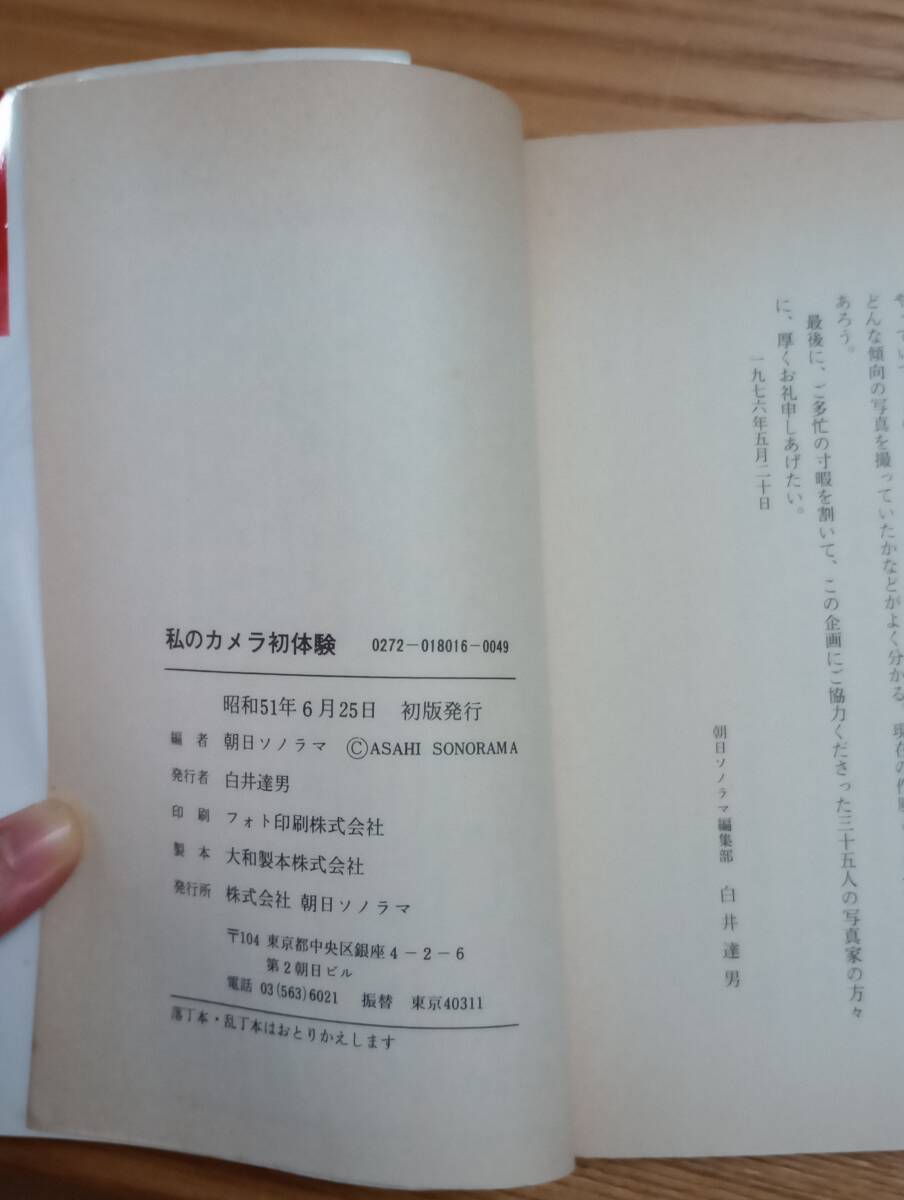 やっていて
どんな傾向の写真を撮っていたかなどがよく分かる。現在の作
あろう。
最後に、ご多忙の寸暇を割いて、この企画にご協力くださった三十五人の写真家の方々
に、厚くお礼申しあげたい。
一九七六年五月二十日
朝日ソノラマ編集部 白井達男
私のカメラ初体験 0272-018016-0049
昭和51年6月25日 初版発行
編者 朝日ソノラマ ©ASAHI SONORAMA
発行者 白井達男
印刷 フォト印刷株式会社
製本 大和製本株式会社
発行所 株式会社 朝日ソノラマ
〒104 東京都中央区銀座4-2-6
第2朝日ビル
電話 03(563)6021 振替 東京40311
落丁本・乱丁本はおとりかえします